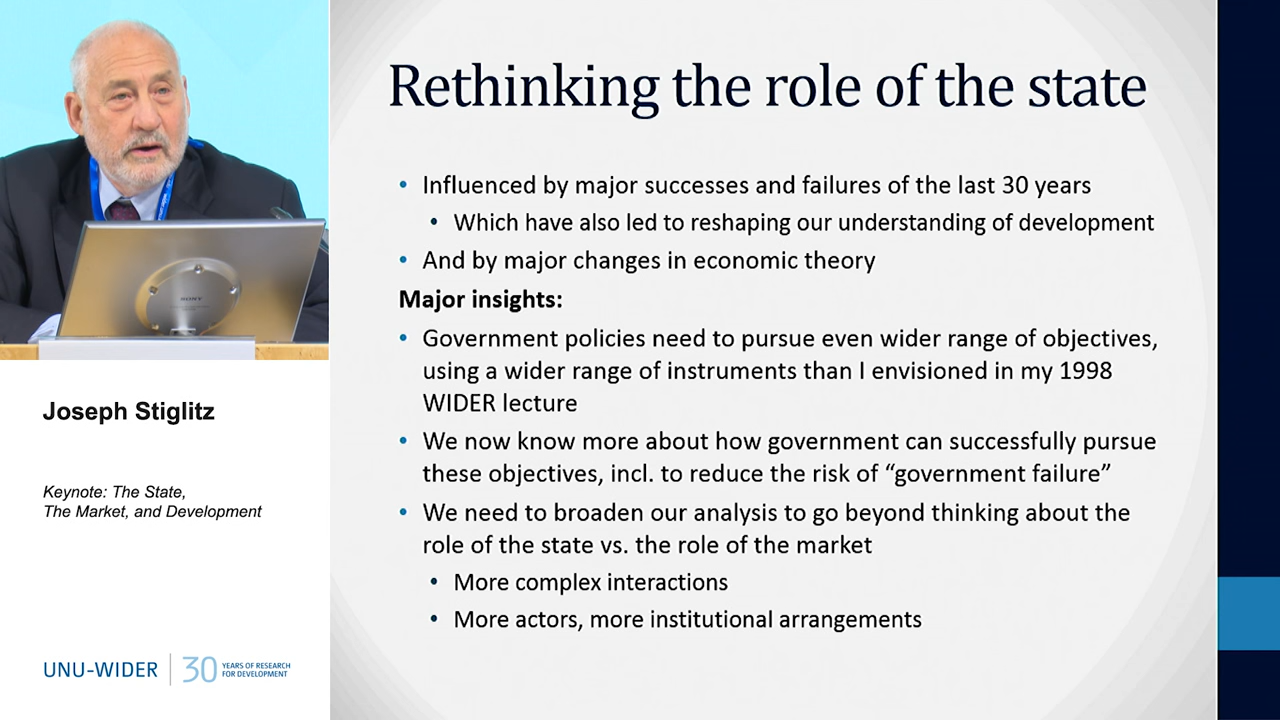 Rethinking the role of the state
• Influenced by major successes and failures of the last 30 years
• Which have also led to reshaping our understanding of development
• And by major changes in economic theory
Major insights:
• Government policies need to pursue even wider range of objectives,
using a wider range of instruments than I envisioned in my 1998
WIDER lecture
• We now know more about how government can successfully pursue
these objectives, incl. to reduce the risk of “government failure”
• We need to broaden our analysis to go beyond thinking about the
role of the state vs. the role of the market
• More complex interactions
• More actors, more institutional arrangements
SONY
Joseph Stiglitz
Keynote: The State,
The Market, and Development
UNU-WIDER
30
YEARS OF RESEARCH
FOR DEVELOPMENT